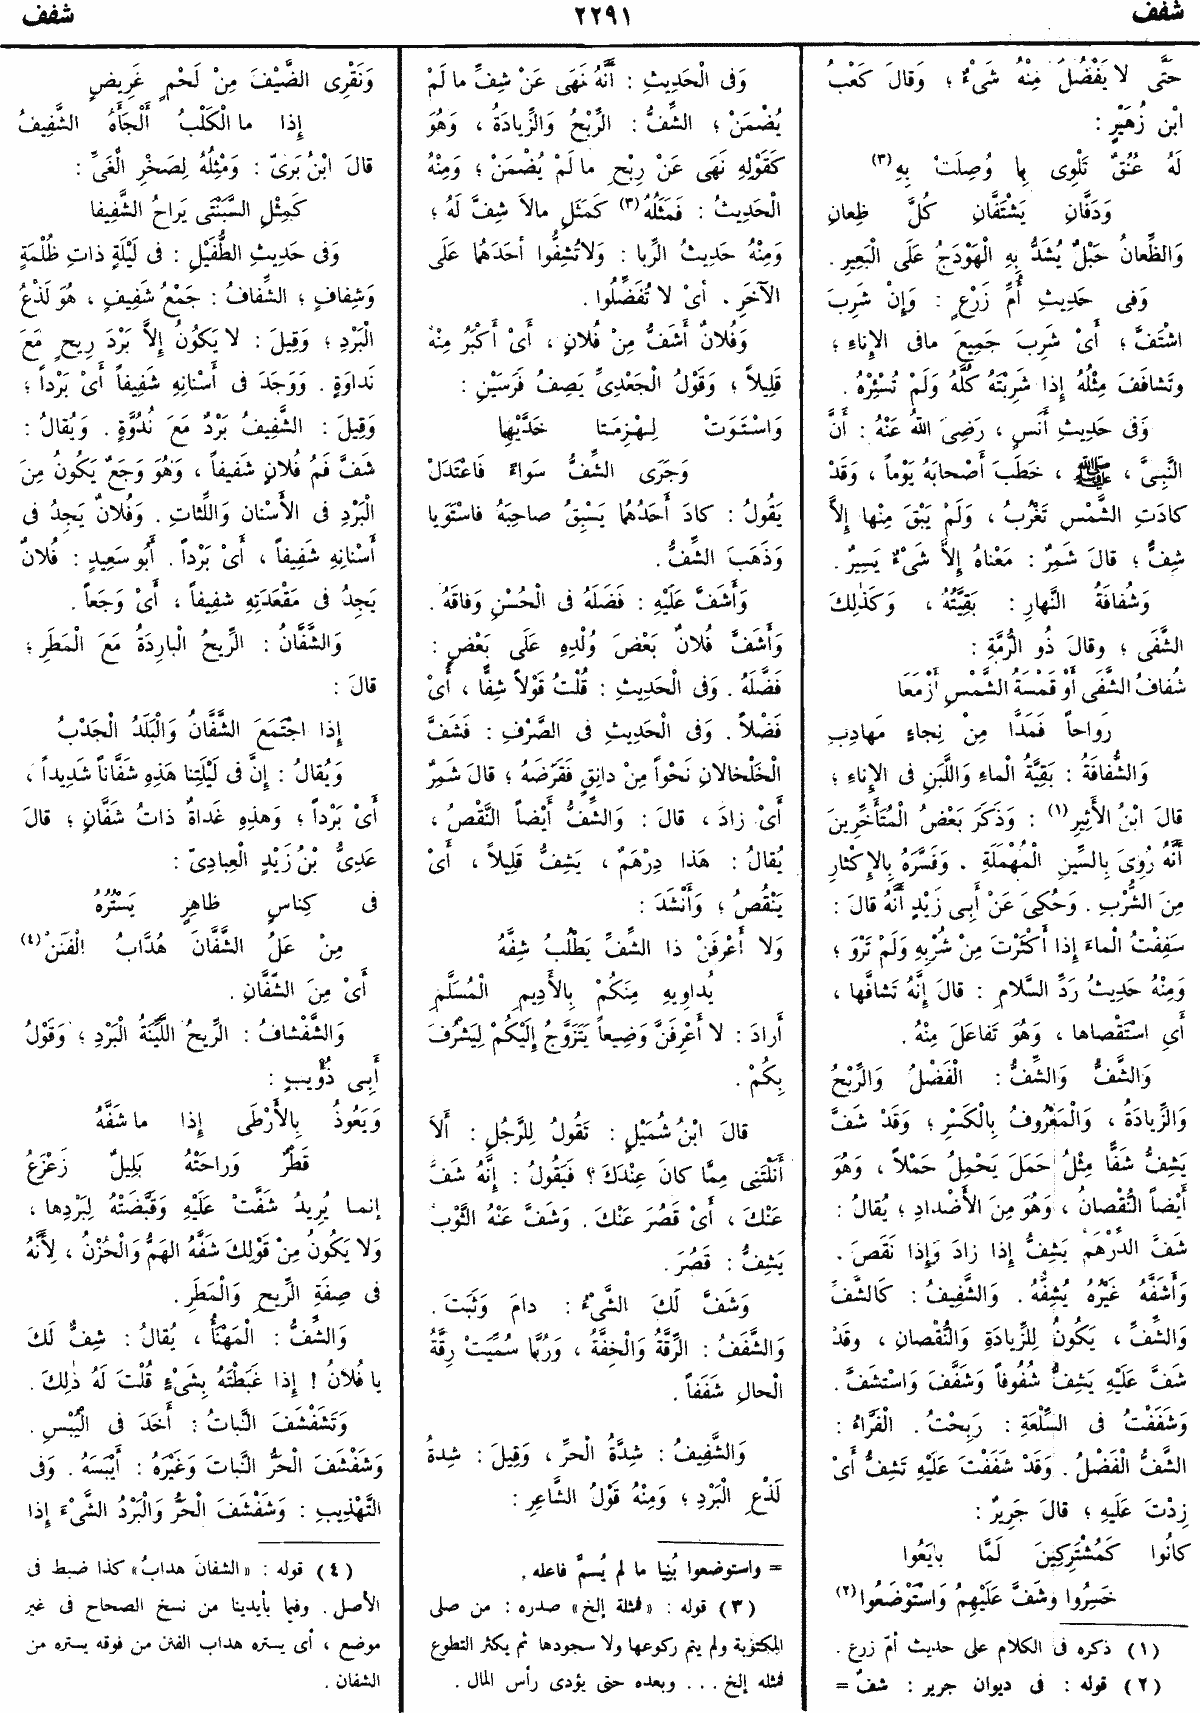 شفف
٢٢٩١
شفف
حَتَّى لا يَفْضُلَ مِنْهُ شَىْءٌ ؛ وَقالَ كَعْبُ
ابْنِ زُهَيْرٍ :
لَهُ عُنُقٌ تَلْوِى بِما وُصِلَتْ بِهِ(٣)
وَدَفَّانِ يَشْتَفَّانِ كُلَّ ظِعانِ
وَالظِّعانُ حَبْلٌ يُشَدُّ بِهِ الْهَوْدَجُ عَلَى الْبَعِيرِ .
وَفى حَدِيثِ أُمِّ زَرْعٍ : وَإِنْ شَرِبَ
اشْتَفَّ ؛ أَىْ شَرِبَ جَمِيعَ مافى الإِناءِ ؛
وتَشافَفَ مِثْلُهُ إِذا شَرِبْتَهُ كُلَّهُ وَلَمْ تُسْئِرْهُ .
وَفى حَدِيثِ أَنَسٍ ، رَضِىَ اللهُ عَنْهُ : أَنَّ
النَّبِىَّ ، ﷺ ، خَطَبَ أَصْحابَهُ يَوْماً ، وَقَدْ
كادَتِ الشَّمْسِ تَغْرُبُ ، وَلَمْ يَبْقَ مِنْها إِلاَّ
شِفٌّ ؛ قالَ شَمِرٌ : مَعْناهُ إِلاَّ شَىْءٌ يَسِيرٌ .
وَشُفافَةُ النَّهارِ : بَقِيَّتُهُ ، وَكَذٰلِكَ
الشَّفَى ؛ وقالَ ذُو الرُّمَّةِ :
شُفافُ الشَّفَى أَوْ قَمْسَةُ الشَّمْسِ أَزْمَعَا
رَواحاً فَمَدَّا مِنْ نِجاءٍ مَهادِبِ
وَالشُّفافَةُ : بَقِيَّةُ الْماءِ وَاللَّبَنِ فى الإِناءِ ؛
قالَ ابْنُ الأَثِيرِ(١) : وَذَكَرَ بَعْضُ الْمُتَأَخِّرِينَ
أَنَّهُ رُوِىَ بِالسِّينِ الْمُهْمَلَةِ . وَفَسَّرَهُ بِالإِكْثارِ
مِنَ الشُّرْبِ . وَحُكِىَ عَنْ أَبِى زَيْدٍ أَنَّهُ قالَ :
سَفِفْتُ الْماءَ إِذا أَكْثَرْتَ مِنْ شُرْبِهِ وَلَمْ تَرْوَ ؛
وَمِنْهُ حَدِيثُ رَدِّ السَّلامِ : قالَ إِنَّهُ تَشافَّها ،
أَىِ اسْتَقْصاها ، وَهُوَ تَفاعَلَ مِنْهُ .
وَالشَّفُّ وَالشِّفُّ : الْفَضْلُ وَالرِّبْحُ
وَالزِّيادَةُ ، وَالْمَعْرُوفُ بِالْكَسْرِ ؛ وَقَدْ شَفَّ
يَشِفُّ شَفًّا مِثْلُ حَمَلَ يَحْمِلُ حَمْلاً ، وَهُوَ
أَيْضاً النُّقْصانُ ، وَهُوَ مِنَ الأَضْدادِ ؛ يُقالُ :
شَفَّ الدِّرْهَمُ يَشِفُّ إِذا زادَ وَإِذا نَقَصَ .
وَأَشَفَّهُ غَيْرُهُ يُشِفُّهُ . وَالشَّفِيفُ : كَالشَّفِّ
وَالشِّفِّ ، يَكُونُ لِلزِّيادَةِ وَالنُّقْصانِ ، وقَدْ
شَفَّ عَلَيْهِ يَشِفُّ شُفُوفاً وَشَفَّفَ وَاسْتَشَفَّ .
وَشَفَفْتُ فى السِّلْعَةِ : رَبِحْتُ . الْفَرَّاءُ :
الشَّفُّ الْفَضْلُ . وَقَدْ شَفَفْتَ عَلَيْهِ تَشِفُّ أَىْ
زِدْتَ عَلَيهِ ؛ قالَ جَرِيرٌ :
كانُوا كَمُشْتَرِكِينَ لَمَّا بايَعُوا
خَسِرُوا وشَفَّ عَلَيْهِمُ وَاسْتَوْضَعُوا(٢)
(١) ذكره فى الكلام على حديث أمّ زرع .
(٢) قوله : فى ديوان جرير : شفّ =
وَفى الْحَدِيثِ : أَنَّهُ نَهَى عَنْ شِفِّ ما لَمْ
يُضْمَنْ ؛ الشفُّ : الرِّبْحُ وَالزِّيادَةُ ، وَهُوَ
كَقَوْلِهِ نَهَى عَنْ رِبْحِ ما لَمْ يُضْمَنْ ؛ وَمِنْهُ
الْحَدِيثُ : فَمَثَلُهُ(٣) كَمَثَلِ مالاَ شِفَّ لَهُ ؛
وَمِنْهُ حَدِيثُ الرِّبا : وَلاتُشِفُّوا أَحَدَهُما عَلَى
الآخَرِ . أَىْ لا تُفَضِّلُوا .
وَفُلانٌ أَشَفُّ مِنْ فُلانٍ ، أَىْ أَكْبَرُ مِنْهُ
قَلِيلاً ؛ وَقَوْلُ الْجَعْدِىِّ يَصِفُ فَرَسَيْنِ :
وَاسْتَوَتْ لِهْزِمَتا خَدَّيْها
وَجَرَى الشِّفُّ سَواءً فَاعْتَدَلْ
يَقُولُ : كادَ أَحَدُهُما يَسْبِقُ صاحِبَهُ فاسْتَوَيا
وَذَهَبَ الشِّفُّ .
وَأَشَفَّ عَلَيْهِ : فَضَلَهُ فى الْحُسْنِ وَفاقَهُ .
وَأَشَفَّ فُلانٌ بَعْضَ وُلْدِهِ عَلَى بَعْضٍ :
فَضَّلَهُ . وَفى الْحَدِيثِ : قُلْتُ قَوْلاً شِفًّا ، أَىْ
فَضْلاً . وَفى الْحَدِيثِ فى الصَّرْفِ : فَشَفَّ
الْخَلْخالانِ نَحْواً مِنْ دانِقٍ فَقَرَضَهُ ؛ قالَ شَمِرٌ
أَىْ زادَ ، قالَ : وَالشِّفُّ أَيْضاً النَّقْصُ ،
يُقالُ : هَذا دِرْهَمٌ ، يَشِفُّ قَلِيلاً ، أَىْ
يَنْقُصُ ؛ وَأَنْشَدَ :
وَلا أَعْرِفَنْ ذا الشِّفِّ يَطْلُبُ شِفَّهُ
يُداوِيهِ مِنَكُمْ بِالأَدِيمِ الْمُسَلَّمِ
أَرادَ : لا أَعْرِفَنَّ وَضِيعاً يَتَزَوَّجُ إِلَيْكُمْ لِيَشْرُفَ
بِكُمْ .
قالَ ابْنُ شُمَيْلٍ : تَقُولُ لِلرَّجُلِ : أَلاَ
أَنَلْتَنِى مِمَّا كانَ عِنْدَكَ ؟ فَيَقُولُ : إِنَّهُ شَفَّ
عَنْكَ ، أَىْ قَصُرَ عَنْكَ . وَشَفَّ عَنْهُ الثَّوْبُ
يَشِفُّ : قَصُرَ .
وَشَفَّ لَكَ الشَّىْءُ : دامَ وَثَبَتَ .
وَالشَّفَفُ : الرِّقَّةُ وَالْخِفَّةُ ، وَرُبَّما سُمِّيَتْ رِقَّةُ
الْحالِ شَفَفاً .
وَالشَّفِيفُ : شِدَّةُ الْحَرِّ ، وَقِيلَ : شِدةُ
لَذْعِ الْبَرْدِ ؛ وَمِنْهُ قَوْلُ الشَّاعِرِ :
= واستوضعوا بُنِيا ما لم يُسمَّ فاعله .
(٣) قوله : «فمثلة إلخ» صدره : من صلى
المكتوبة ولم يتم ركوعها ولا سجودها ثم يكثر التطوع
فمثله إلخ ... وبعده حتى يؤدى رأس المال .
وَنَقْرِى الضَّيْفَ مِنْ لَحْمٍ غَرِيضٍ
إِذا ما الْكَلْبُ أَلْجَأَهُ الشَّفِيفُ
قالَ ابْنُ بَرىّ : وَمْثِلُهُ لِصَخْرِ الْغَىِّ :
كَمِثْلِ السَّبَنْتَى يَراحُ الشَّفِيفا
وَفى حَدِيثِ الطُّفَيْلِ : فى لَيْلَةٍ ذاتِ ظُلْمَةٍ
وَشِفافٍ ؛ الشِّفافُ : جَمْعُ شَفِيفٍ ، هُوَ لَذْعُ
الْبَرْدِ ؛ وَقِيلَ : لا يَكُونُ إِلاَّ بَرْدَ رِيحٍ مَعَ
نَداوَةٍ . وَوَجَدَ فى أَسْنانِهِ شَفِيفاً أَىْ بَرْداً ؛
وَقِيلَ : الشَّفِيفُ بَرْدٌ مَعَ نُدُوَّةٍ . وَيُقالُ :
شَفَّ فَمُ فُلانٍ شَفِيفاً ، وَهُوَ وَجَعٌ يَكُونُ مِنَ
الْبَرْدِ فى الأَسْنانِ وَاللِّثاتِ . وَفُلانٌ يَجِدُ فى
أَسْنانِهِ شَفِيفاً ، أَىْ بَرْداً . أَبُو سَعِيدٍ : فُلانٌ
يَجِدُ فى مَقْعَدَتِهِ شَفِيفاً ، أَىْ وَجَعاً .
وَالشَّفَّانُ : الرِّيحُ الْبارِدَةُ مَعَ الْمَطَرِ ؛
قالَ :
إِذا اجْتَمَعَ الشَّفَّانُ وَالْبَلَدُ الْجَدْبُ
وَيُقالُ : إِنَّ فى لَيْلَتِنا هَذِهِ شَفَّاناً شَدِيداً ،
أَىْ بَرْداً ؛ وَهذِهِ غَداةٌ ذاتُ شَفَّانٍ ؛ قالَ
عَدِىُّ بْنُ زَيْدٍ الْعِبادِىّ :
فى كِناسٍ ظاهِرٍ يَسْتُرُهُ
مِنْ عَلُ الشَّفَّانَ هُدَّابُ الْفَنَنْ(٤)
أَىْ مِنَ الشَّفَّانِ .
وَالشَّفْشافُ : الرِّيحُ اللَّيِّنَةُ الْبَرْدِ ؛ وَقَوْلُ
أَبِى ذُؤَيبٍ :
وَيَعُوذُ بِالأَرْطَى إِذا ما شَفَّهُ
قَطْرٌ وَراحَتْهُ بَلِيلٌ زَعْزَعُ
إنما يُرِيدُ شَفَّتْ عَلَيْهِ وَقَبَّضَتْهُ لِبَرْدِها ،
وَلا يَكُونُ مِنْ قَوْلِكَ شَفَّهُ الهَمُّ وَالْحُزْنُ ، لِأَنَّهُ
فى صِفَةِ الرِّيحِ وَالْمَطَرِ .
وَالشِّفُّ : الْمَهْنَأُ ، يُقالُ : شِفٌّ لَكَ
يا فُلانُ ! إِذا غَبَطْتَهُ بِشَىْءٍ قُلْتَ لَهُ ذٰلِكَ .
وَتَشَفْشَفَ النَّباتُ : أَخَذَ فى الْيُبْسِ .
وَشَفْشَفَ الْحَرُّ النَّباتَ وَغَيْرَهُ : أَيْبَسَهُ . وَفى
التَّهْذِيبِ : وَشَفْشَفَ الْحَرُّ وَالْبَرْدُ الشَّىْءَ إِذا
(٤) قوله : «الشفانَ هدابُ» كذا ضبط فى
الأصل . وفيما بأيدينا من نسخ الصحاح فى غير
موضع ، أى يستره هداب الفنن من فوقه يستره من
الشفان .